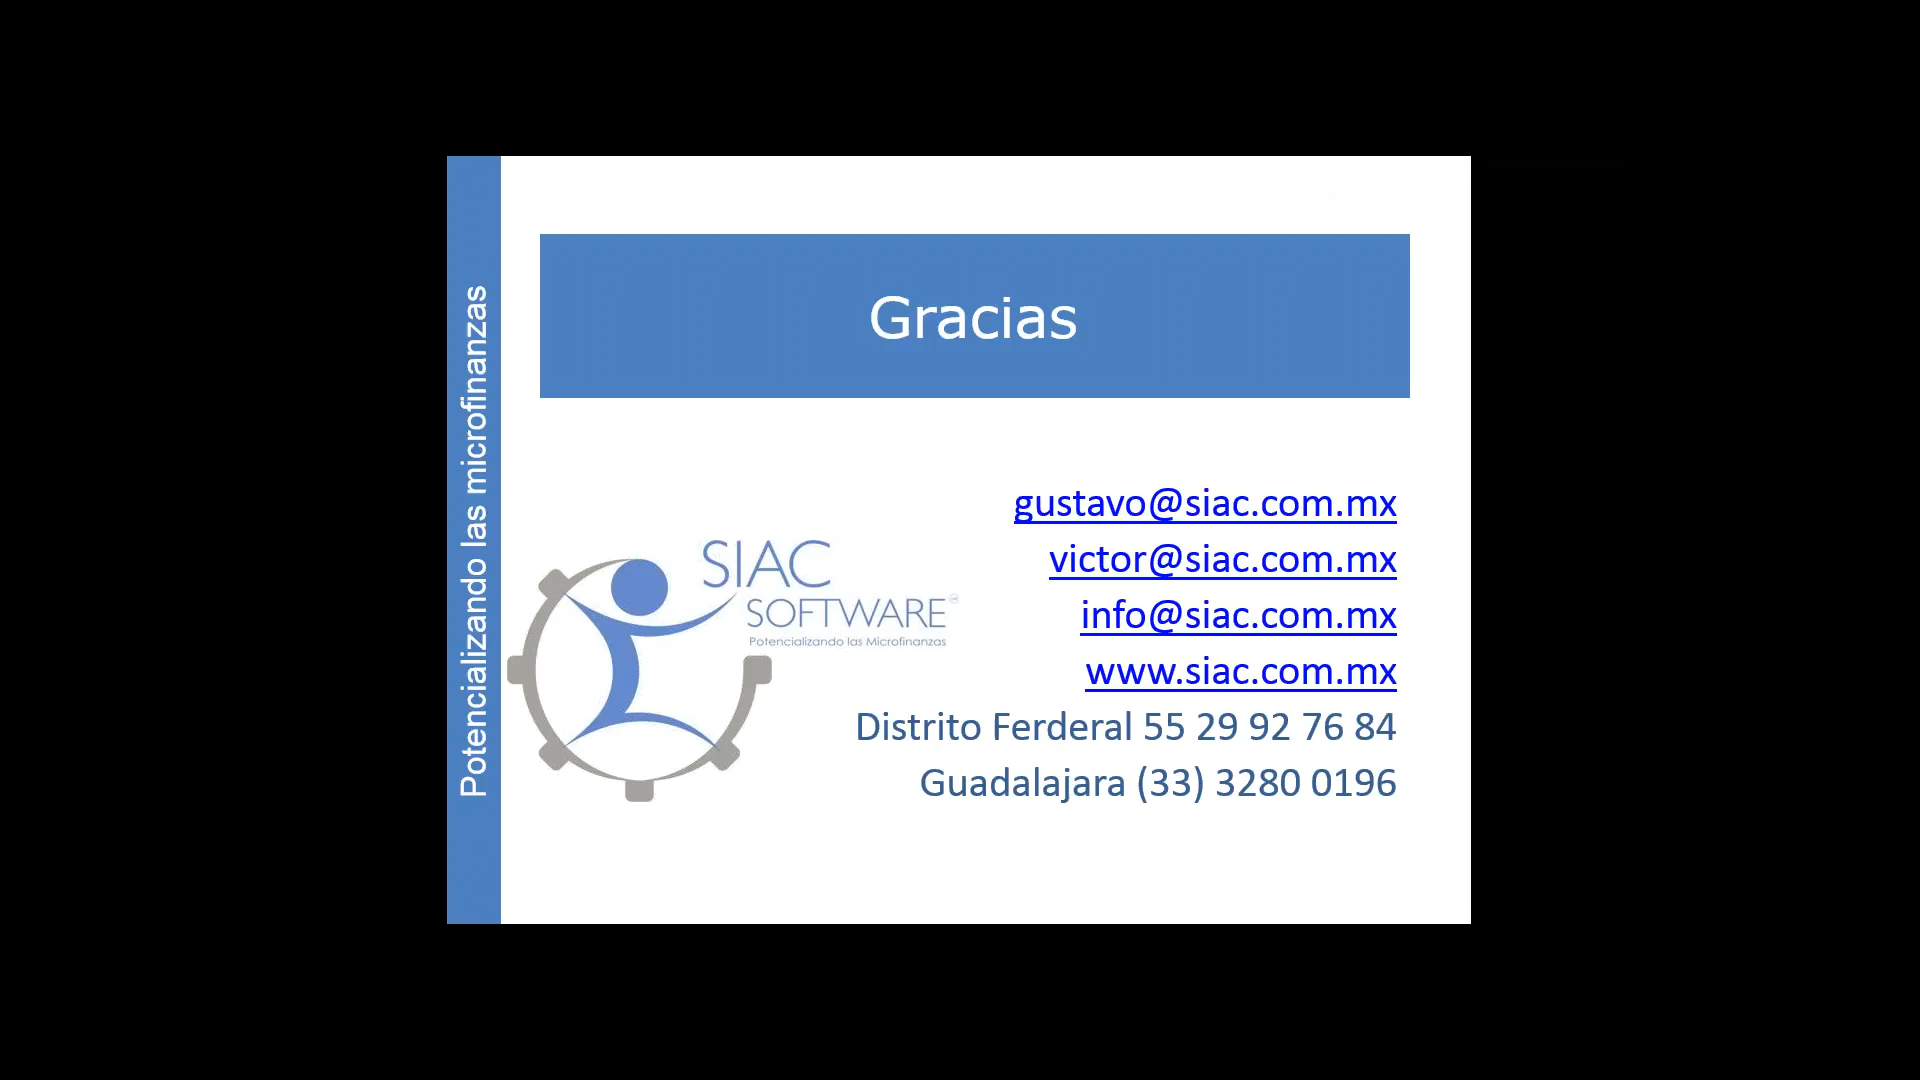 Potencializando las microfinanzas
Gracias
gustavo@siac.com.mx
victor@siac.com.mx
info@siac.com.mx
www.siac.com.mx
Distrito Ferderal 55 29 92 76 84
Guadalajara (33) 3280 0196
SIAC
SOFTWARE
Potencializando las Microfinanzas